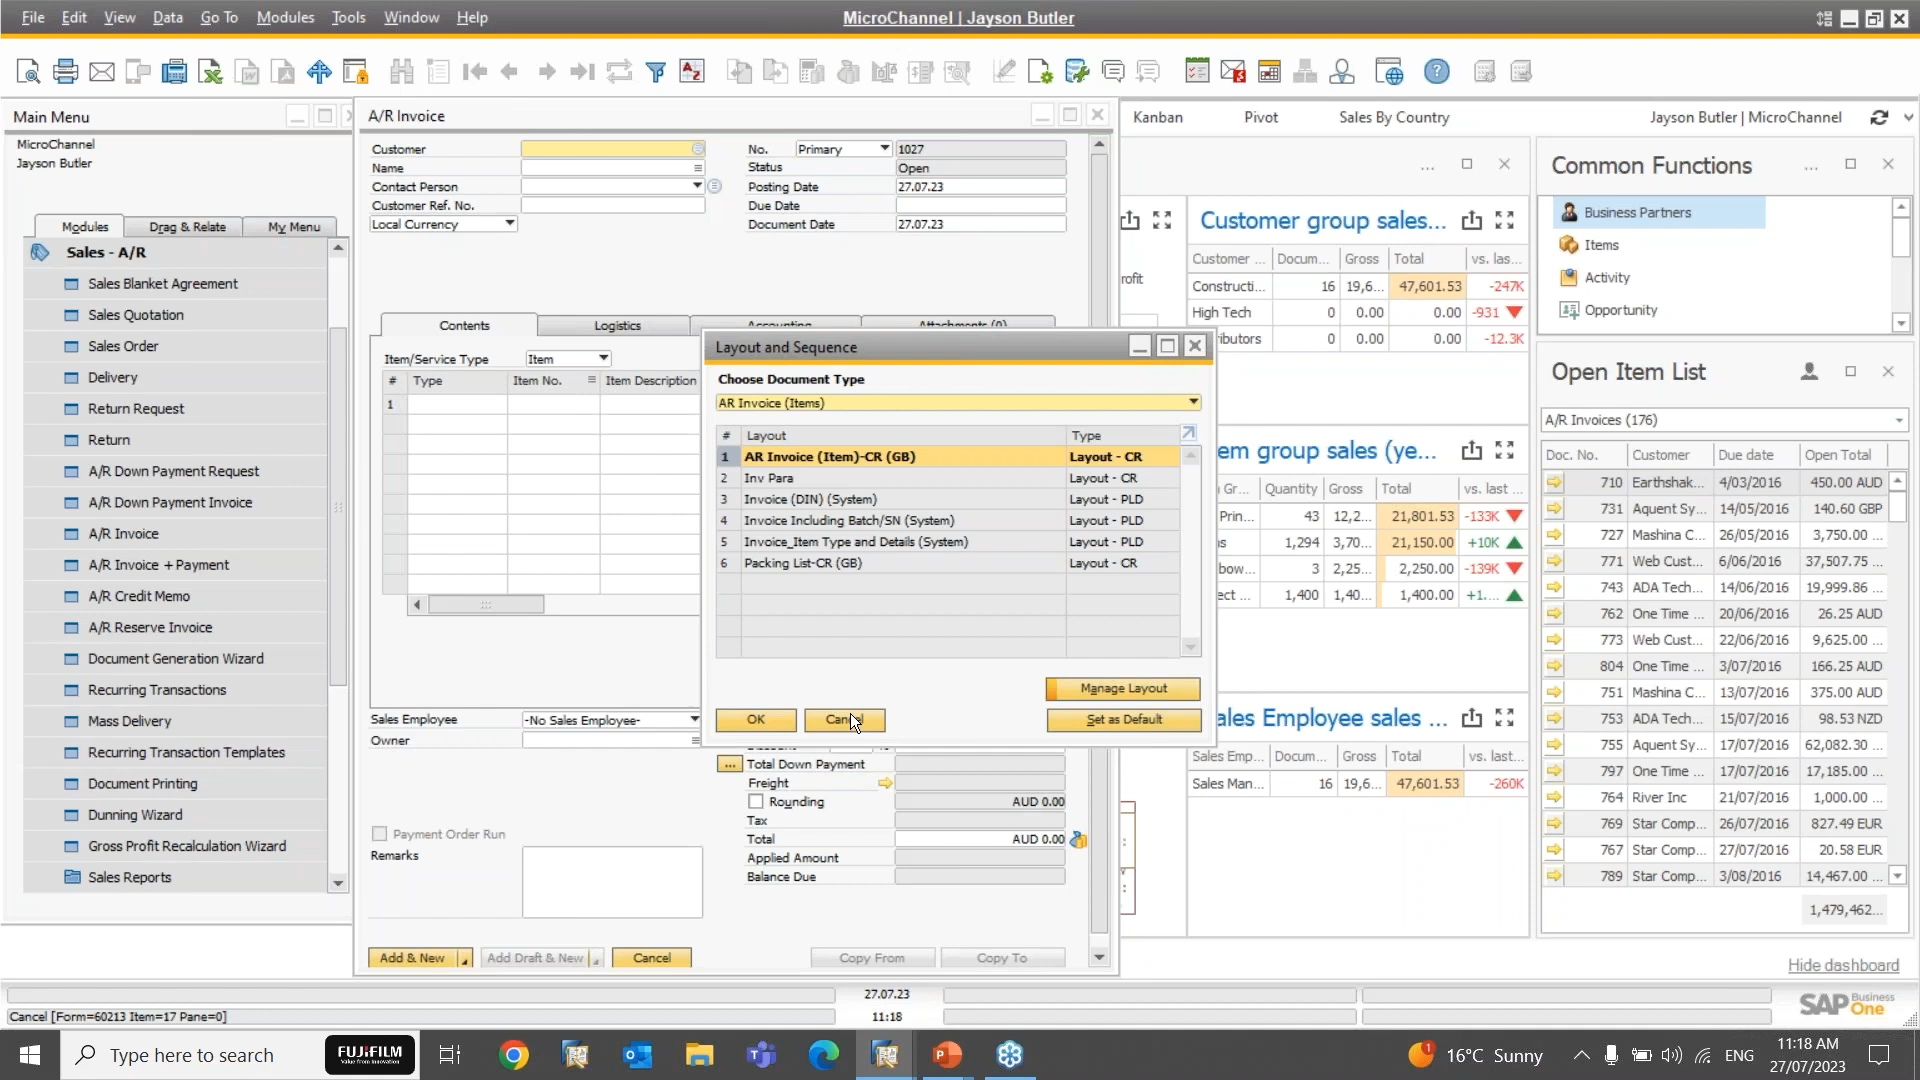 File Edit View Data Go To Modules Tools Window Help
MicroChannel | Jayson Butler
Main Menu
MicroChannel
Jayson Butler
Modules Drag & Relate My Menu
Sales - A/R
Sales Blanket Agreement
Sales Quotation
Sales Order
Delivery
Return Request
Return
A/R Down Payment Request
A/R Down Payment Invoice
A/R Invoice
A/R Invoice + Payment
A/R Credit Memo
A/R Reserve Invoice
Document Generation Wizard
Recurring Transactions
Mass Delivery
Recurring Transaction Templates
Document Printing
Dunning Wizard
Gross Profit Recalculation Wizard
Sales Reports
A/R Invoice
Customer
Name
Contact Person
Customer Ref. No.
Local Currency
No. Primary 1027
Status Open
Posting Date 27.07.23
Due Date
Document Date 27.07.23
Contents Logistics Accounting Attachments (0)
Item/Service Type Item
# Type Item No. Item Description
1
Sales Employee -No Sales Employee-
Owner
... Total Down Payment
Freight
Rounding AUD 0.00
Tax
Total AUD 0.00
Applied Amount
Balance Due
Payment Order Run
Remarks
Add & New Add Draft & New Cancel Copy From Copy To
Layout and Sequence
Choose Document Type
AR Invoice (Items)
# Layout Type
1 AR Invoice (Item)-CR (GB) Layout - CR
2 Inv Para Layout - CR
3 Invoice (DIN) (System) Layout - PLD
4 Invoice Including Batch/SN (System) Layout - PLD
5 Invoice_Item Type and Details (System) Layout - PLD
6 Packing List-CR (GB) Layout - CR
Manage Layout
OK Cancel Set as Default
Kanban Pivot Sales By Country
Jayson Butler | MicroChannel
rofit
Customer group sales...
Customer ... Docum... Gross Total vs. las...
Constructi... 16 19,6... 47,601.53 -247K
High Tech 0 0.00 0.00 -931
ributors 0 0.00 0.00 -12.3K
em group sales (ye...
Gr... Quantity Gross Total vs. last ...
Prin... 43 12,2... 21,801.53 -133K
s 1,294 3,70... 21,150.00 +10K
bow... 3 2,25... 2,250.00 -139K
ect ... 1,400 1,40... 1,400.00 +1....
ales Employee sales ...
Sales Emp... Docum... Gross Total vs. last...
Sales Man... 16 19,6... 47,601.53 -260K
Common Functions ...
Business Partners
Items
Activity
Opportunity
Open Item List
A/R Invoices (176)
Doc. No. Customer Due date Open Total
710 Earthshak... 4/03/2016 450.00 AUD
731 Aquent Sy... 14/05/2016 140.60 GBP
727 Mashina C... 26/05/2016 3,750.00 ...
771 Web Cust... 6/06/2016 37,507.75 ...
743 ADA Tech... 14/06/2016 19,999.86 ...
762 One Time ... 20/06/2016 26.25 AUD
773 Web Cust... 22/06/2016 9,625.00 ...
804 One Time ... 3/07/2016 166.25 AUD
751 Mashina C... 13/07/2016 375.00 AUD
753 ADA Tech... 15/07/2016 98.53 NZD
755 Aquent Sy... 17/07/2016 62,082.30 ...
797 One Time ... 17/07/2016 17,185.00 ...
764 River Inc 21/07/2016 1,000.00 ...
769 Star Comp... 26/07/2016 827.49 EUR
767 Star Comp... 27/07/2016 20.58 EUR
789 Star Comp... 3/08/2016 14,467.00 ...
1,479,462...
Hide dashboard
27.07.23
Cancel [Form=60213 Item=17 Pane=0] 11:18
SAP Business One
Type here to search
FUJIFILM
Value from Innovation
1 16°C Sunny ENG
11:18 AM
27/07/2023